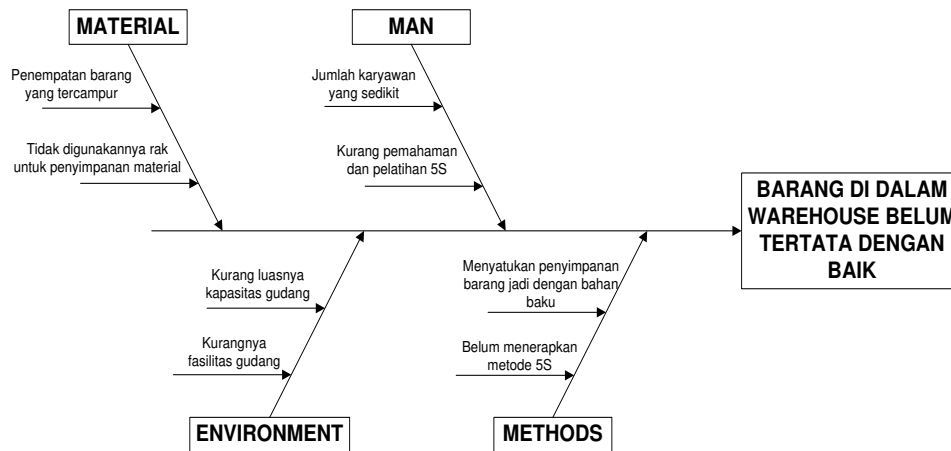 MATERIAL
MAN
Penempatan barang
yang tercampur
Tidak digunakannya rak
untuk penyimpanan material
Jumlah karyawan
yang sedikit
Kurang pemahaman
dan pelatihan 5S
BARANG DI DALAM
WAREHOUSE BELUM
TERTATA DENGAN
BAIK
Kurang luasnya
kapasitas gudang
Kurangnya
fasilitas gudang
Menyatukan penyimpanan
barang jadi dengan bahan
baku
Belum menerapkan
metode 5S
ENVIRONMENT
METHODS